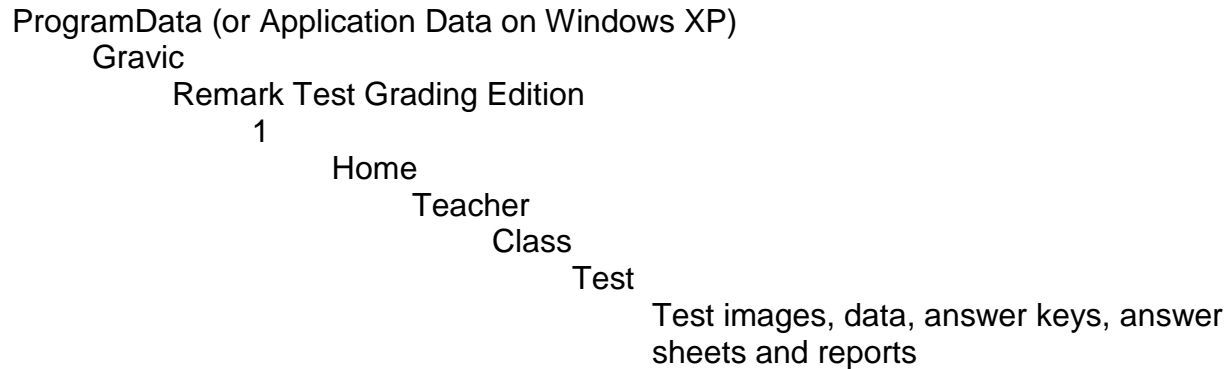 ProgramData (or Application Data on Windows XP)
Gravic
Remark Test Grading Edition
1
Home
Teacher
Class
Test
Test images, data, answer keys, answer
sheets and reports